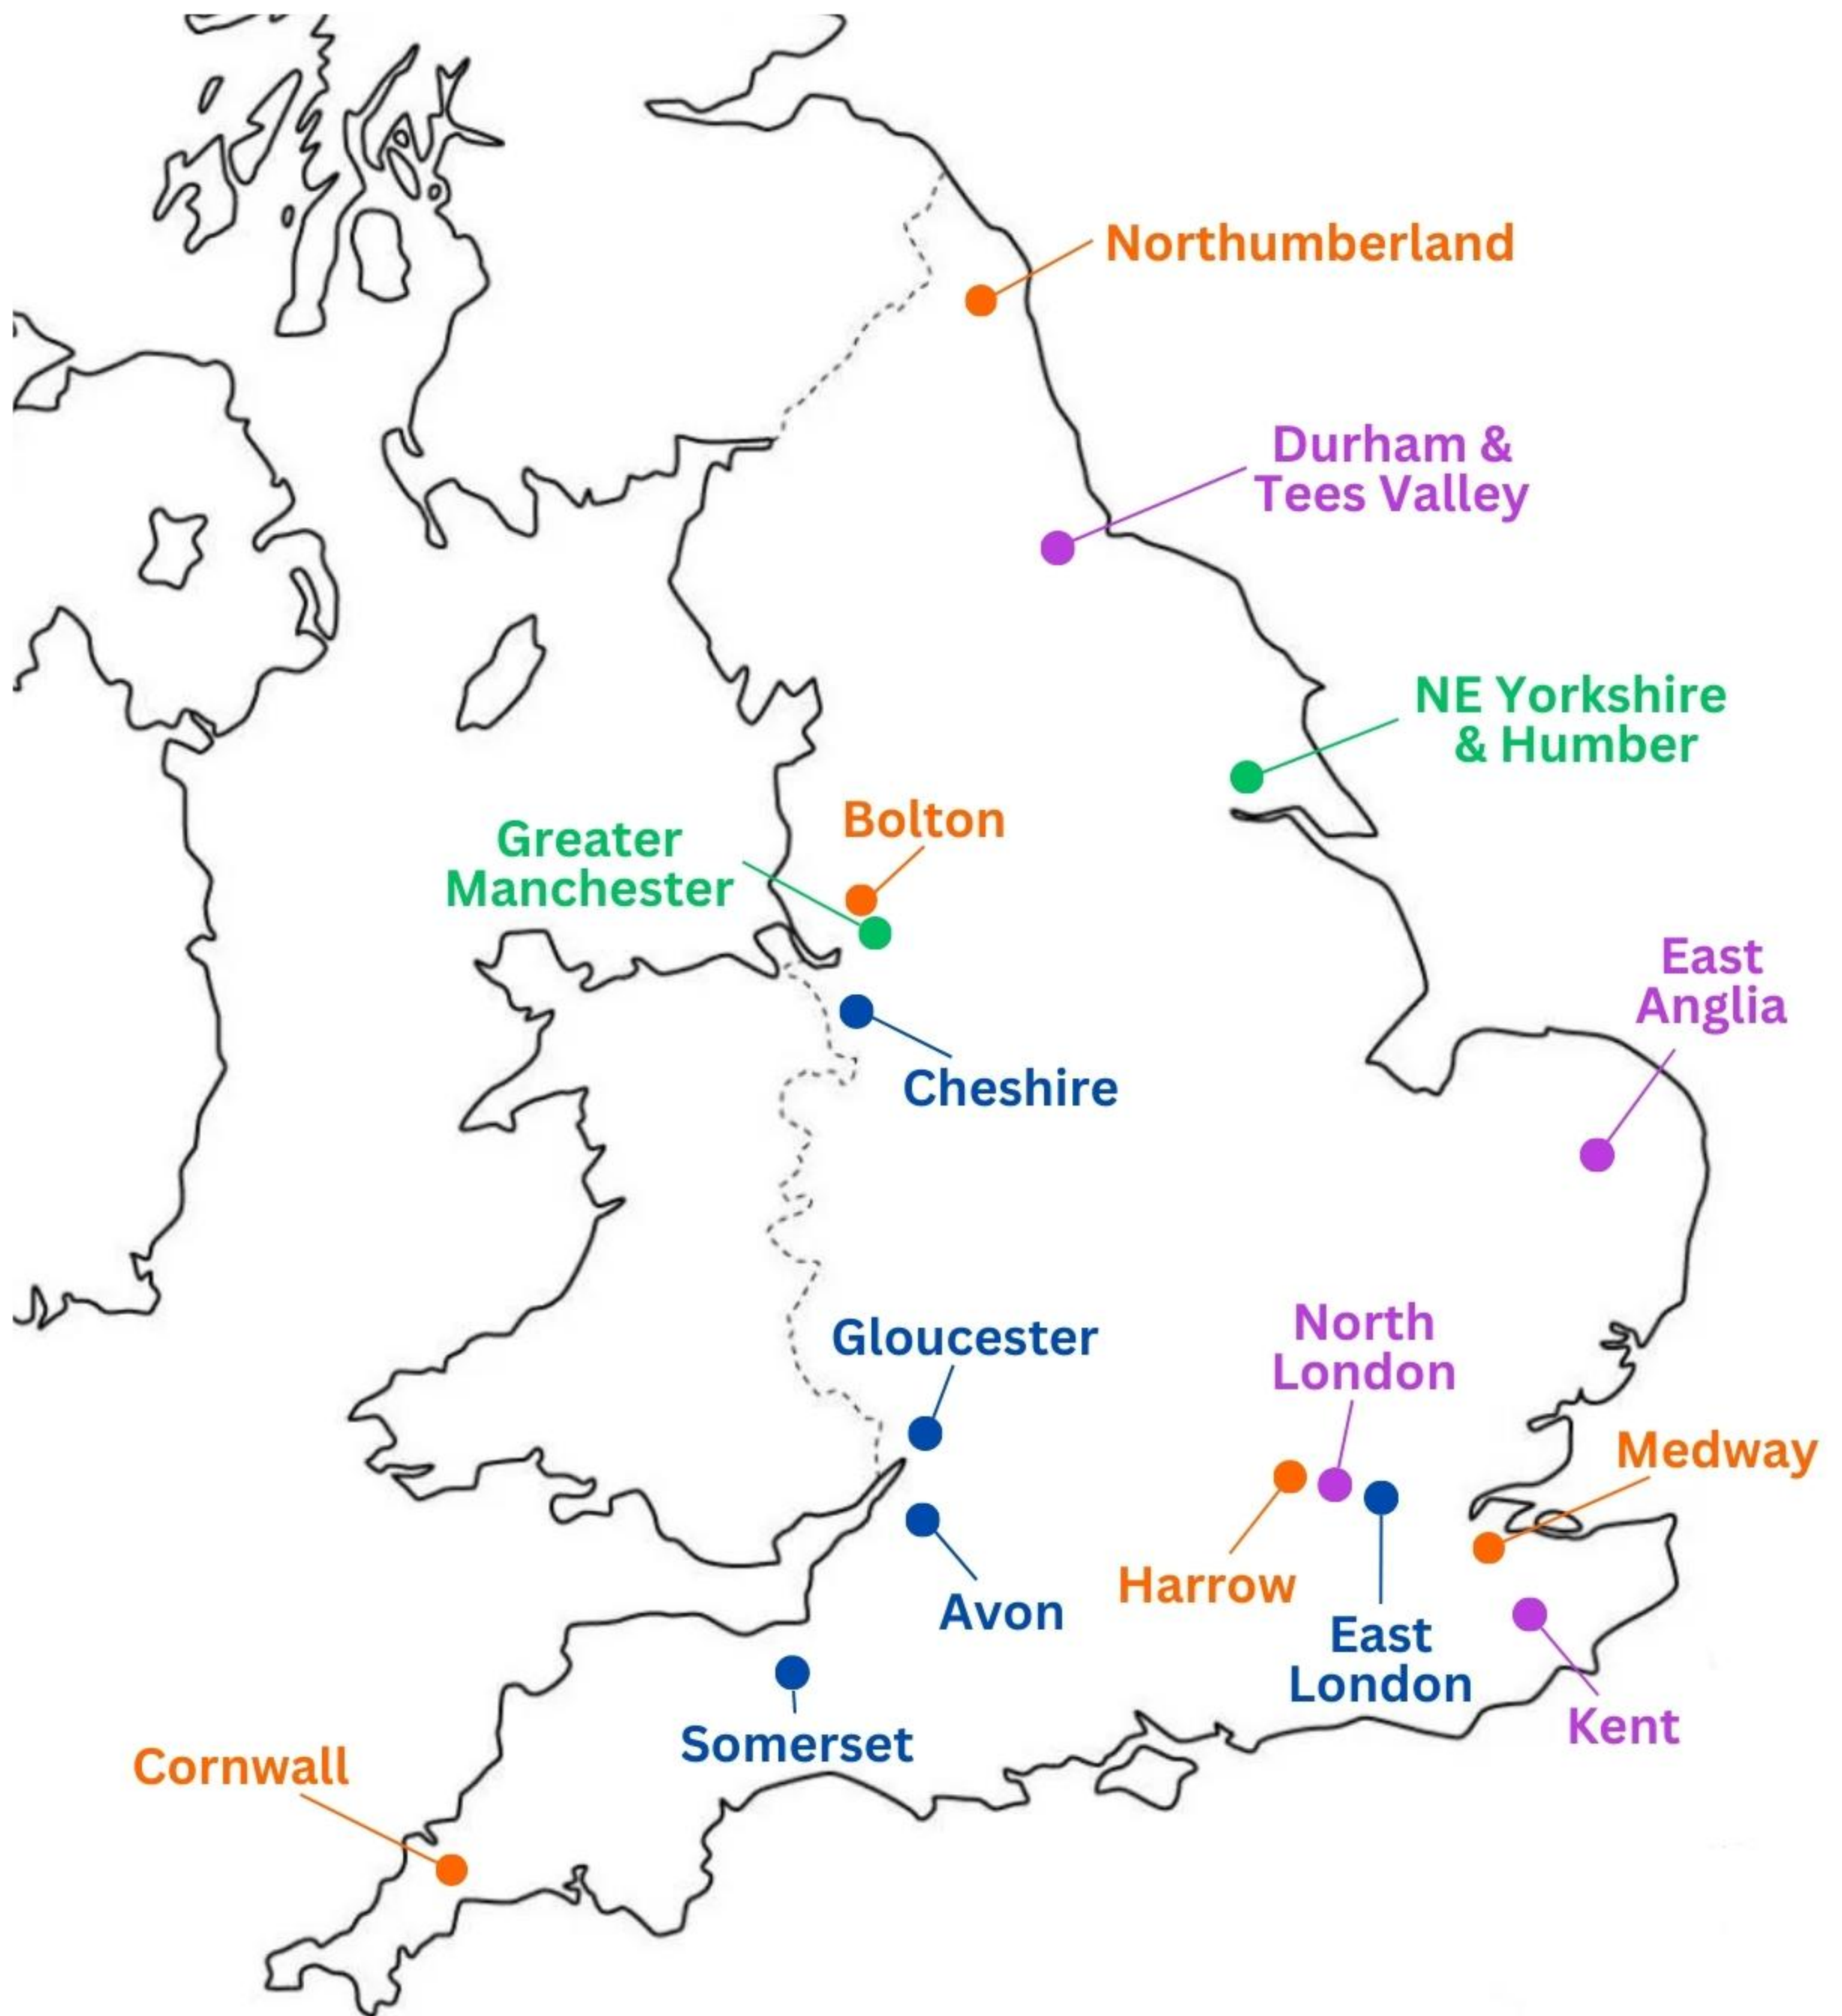 Northumberland
Durham &
Tees Valley
NE Yorkshire
& Humber
Bolton
Greater
Manchester
East
Anglia
Cheshire
North
London
Gloucester
Medway
Harrow
Avon
East
London
Kent
Somerset
Cornwall